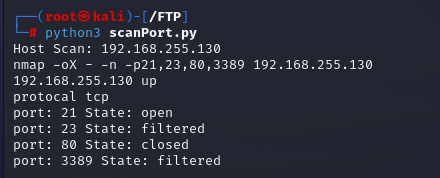 ┌──(root㉿kali)-[/FTP]
└─# python3 scanPort.py
Host Scan: 192.168.255.130
nmap -oX - -n -p21,23,80,3389 192.168.255.130
192.168.255.130 up
protocal tcp
port: 21 State: open
port: 23 State: filtered
port: 80 State: closed
port: 3389 State: filtered